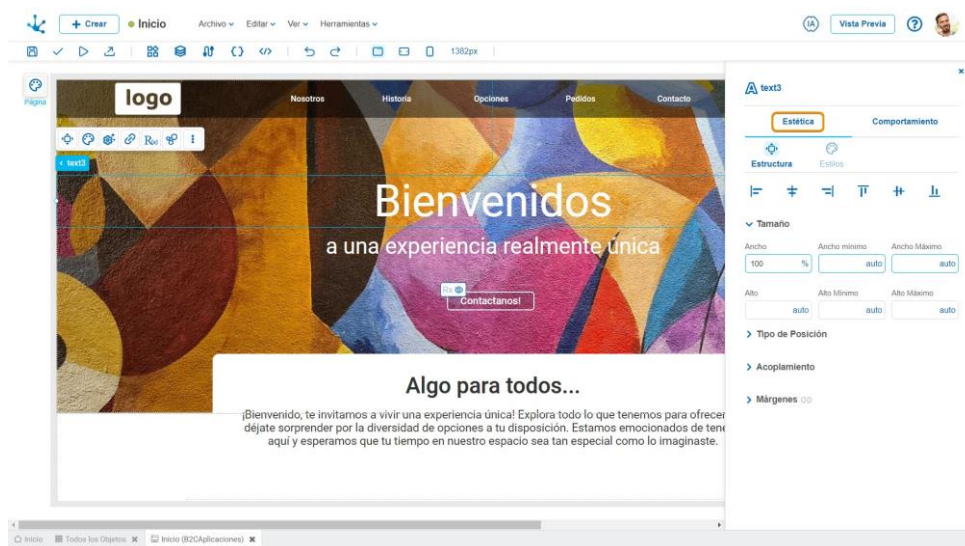 + Crear
Inicio
Archivo
Editar
Ver
Herramientas
IA
Vista Previa
?
1382px
Página
logo
Nosotros
Historia
Opciones
Pedidos
Contacto
< text3
Bienvenidos
a una experiencia realmente única
Rx
Contactanos!
Algo para todos...
¡Bienvenido, te invitamos a vivir una experiencia única! Explora todo lo que tenemos para ofrecer
déjate sorprender por la diversidad de opciones a tu disposición. Estamos emocionados de tene
aquí y esperamos que tu tiempo en nuestro espacio sea tan especial como lo imaginaste.
A text3
Estética
Comportamiento
Estructura
Estilos
Tamaño
Ancho
Ancho mínimo
Ancho Máximo
100 %
auto
auto
Alto
Alto Mínimo
Alto Máximo
auto
auto
auto
Tipo de Posición
Acoplamiento
Márgenes
Inicio
Todos los Objetos
Inicio (B2CAplicaciones)